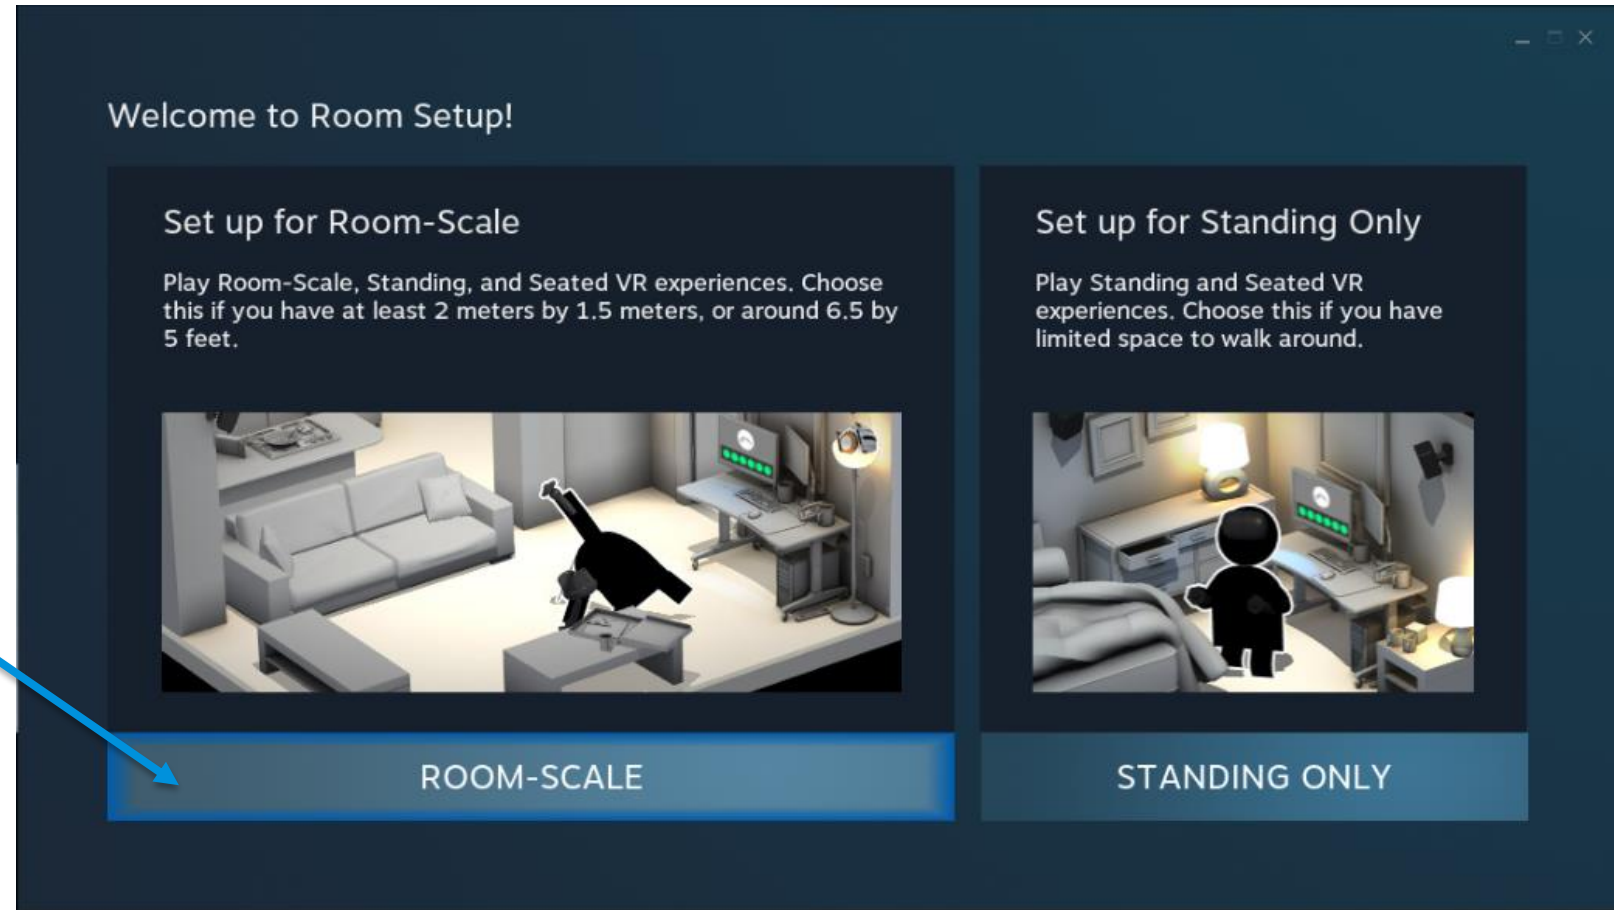 Welcome to Room Setup!
Set up for Room-Scale
Play Room-Scale, Standing, and Seated VR experiences. Choose
this if you have at least 2 meters by 1.5 meters, or around 6.5 by
5 feet.
ROOM-SCALE
Set up for Standing Only
Play Standing and Seated VR
experiences. Choose this if you have
limited space to walk around.
STANDING ONLY